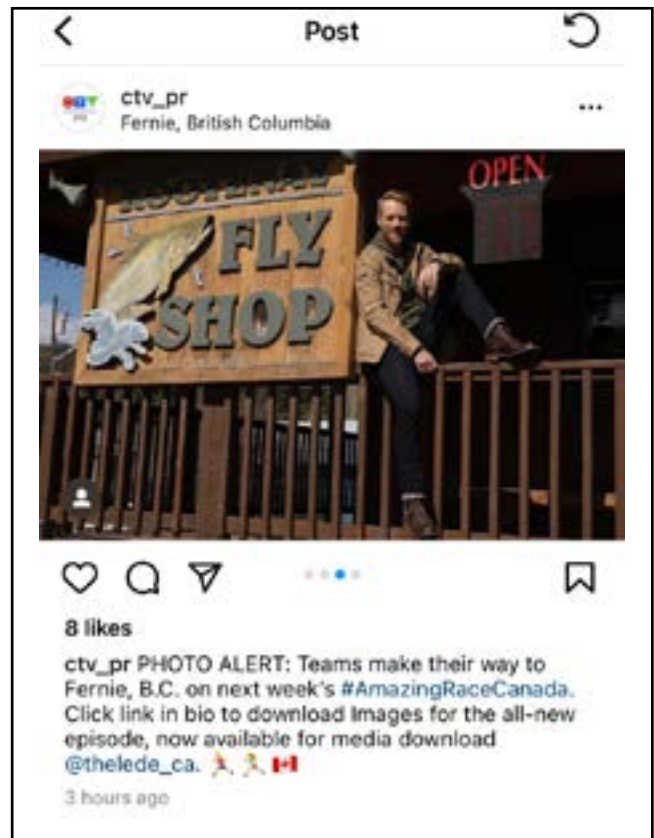 Post
ctv_pr
Fernie, British Columbia
KOOTENAY
FLY
SHOP
OPEN
8 likes
ctv_pr PHOTO ALERT: Teams make their way to
Fernie, B.C. on next week's #AmazingRaceCanada.
Click link in bio to download Images for the all-new
episode, now available for media download
@thelede_ca. 🏃‍♀️🏃‍♂️🇨🇦
3 hours ago